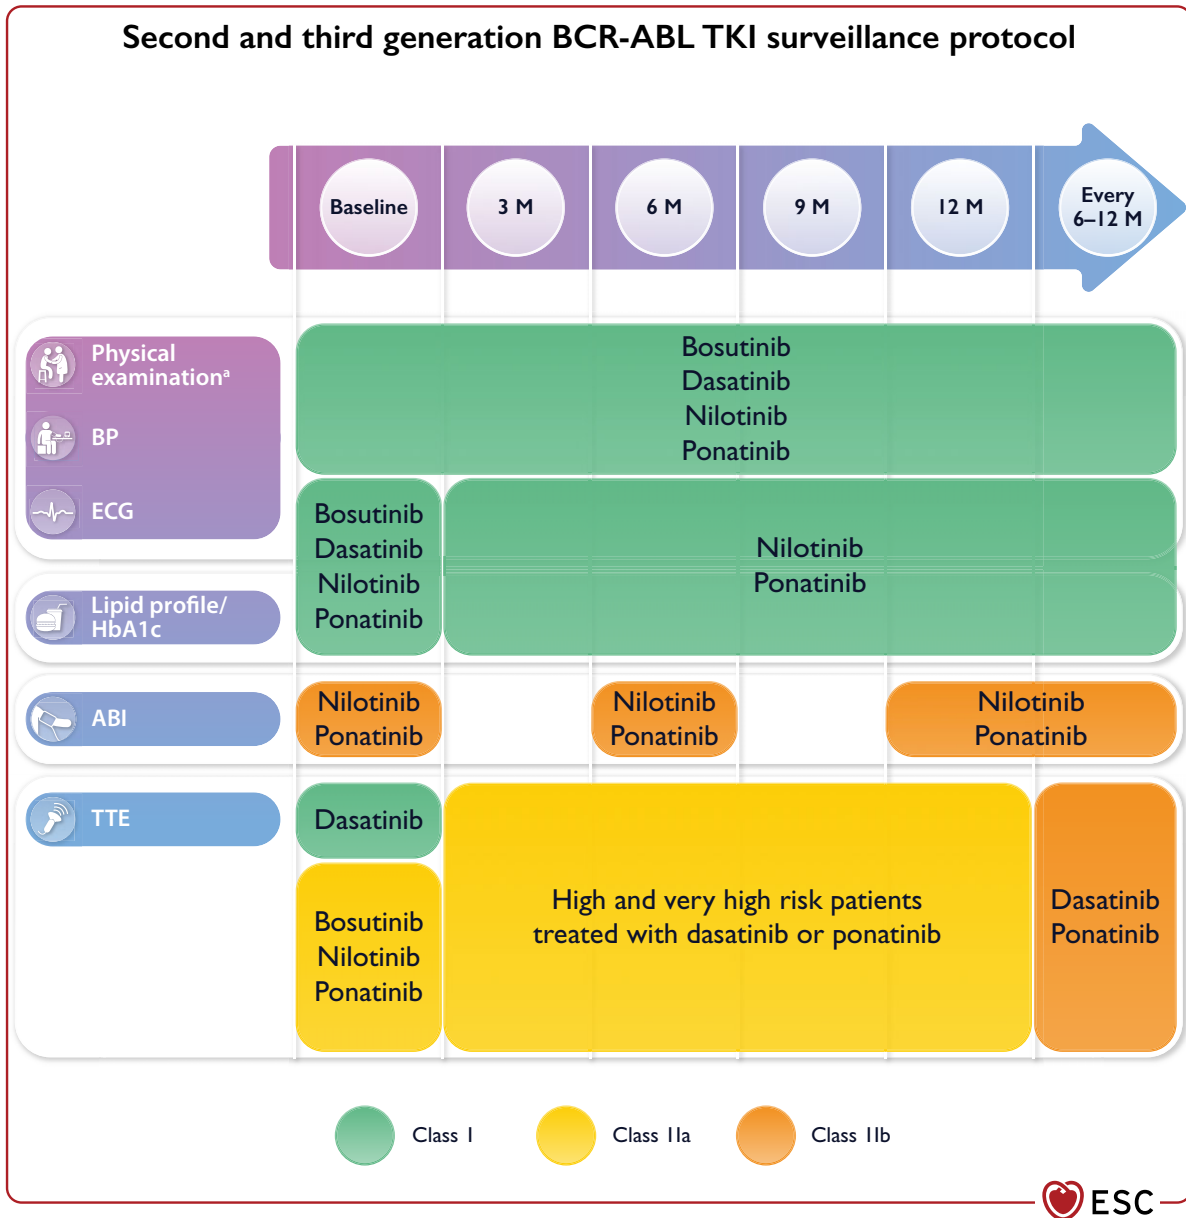 Second and third generation BCR-ABL TKI surveillance protocol
Baseline
3 M
6 M
9 M
12 M
Every
6–12 M
Physical
examinationᵃ
BP
ECG
Bosutinib
Dasatinib
Nilotinib
Ponatinib
Bosutinib
Dasatinib
Nilotinib
Ponatinib
Nilotinib
Ponatinib
Lipid profile/
HbA1c
ABI
Nilotinib
Ponatinib
Nilotinib
Ponatinib
Nilotinib
Ponatinib
TTE
Dasatinib
Bosutinib
Nilotinib
Ponatinib
High and very high risk patients
treated with dasatinib or ponatinib
Dasatinib
Ponatinib
Class I
Class IIa
Class IIb
ESC